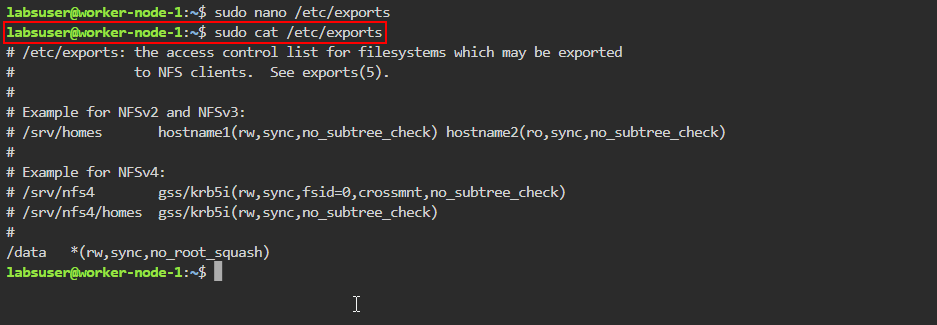 labsuser@worker-node-1:~$ sudo nano /etc/exports
labsuser@worker-node-1:~$ sudo cat /etc/exports
# /etc/exports: the access control list for filesystems which may be exported
#               to NFS clients.  See exports(5).
#
# Example for NFSv2 and NFSv3:
# /srv/homes       hostname1(rw,sync,no_subtree_check) hostname2(ro,sync,no_subtree_check)
#
# Example for NFSv4:
# /srv/nfs4        gss/krb5i(rw,sync,fsid=0,crossmnt,no_subtree_check)
# /srv/nfs4/homes  gss/krb5i(rw,sync,no_subtree_check)
#
/data   *(rw,sync,no_root_squash)
labsuser@worker-node-1:~$